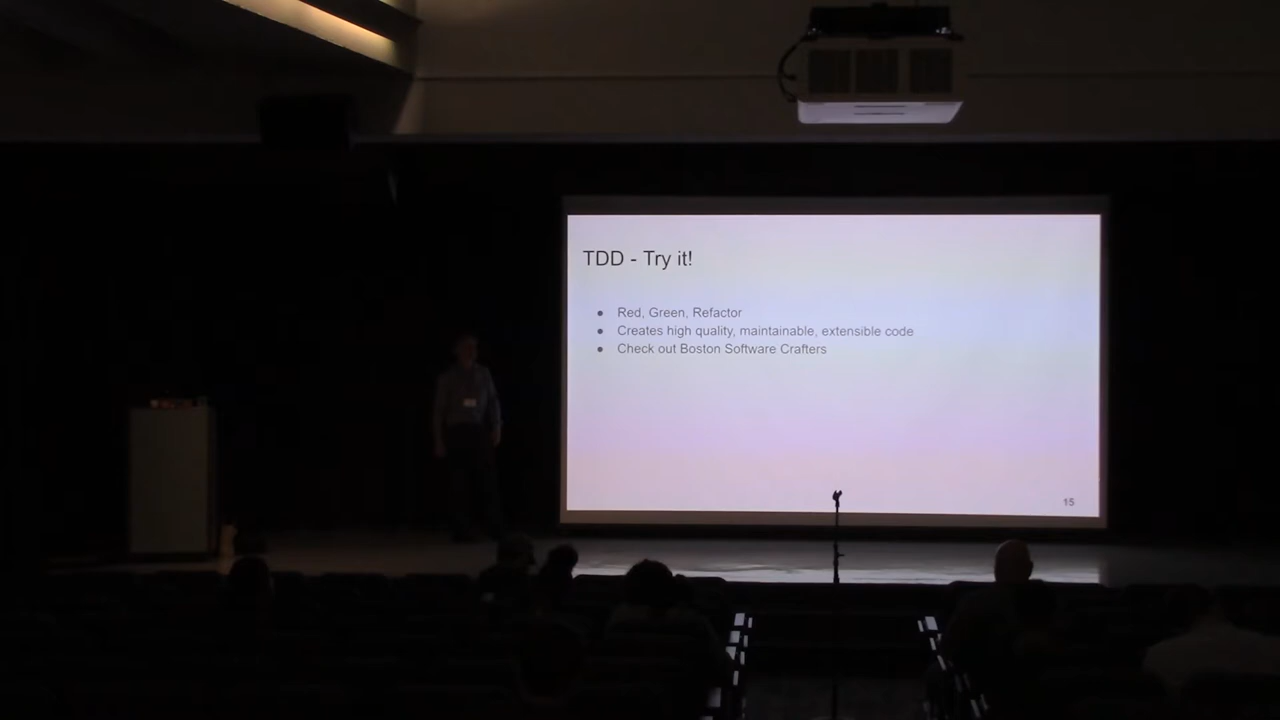 TDD - Try it!
● Red, Green, Refactor
● Creates high quality, maintainable, extensible code
● Check out Boston Software Crafters
15